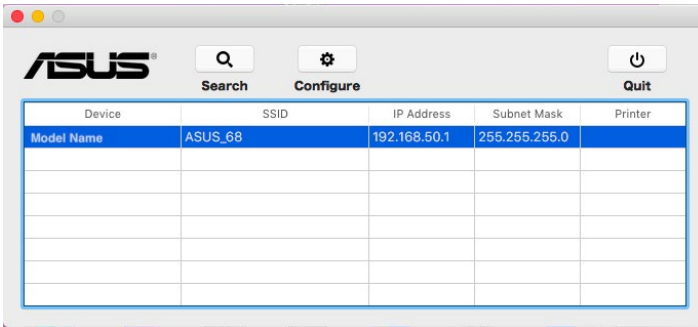 ASUS®
Search Configure Quit
Device SSID IP Address Subnet Mask Printer
Model Name ASUS_68 192.168.50.1 255.255.255.0